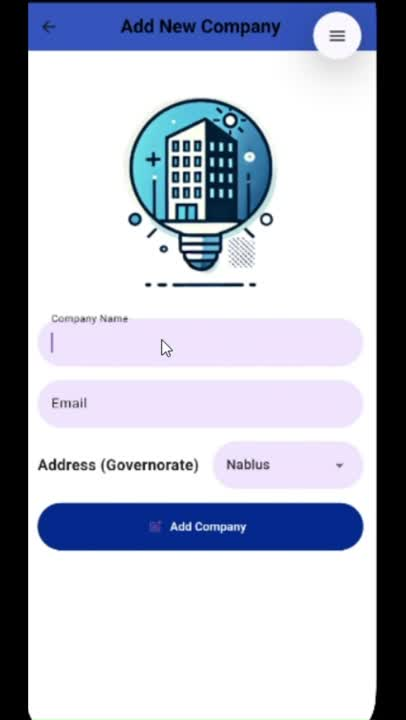 Add New Company
Company Name
Email
Address (Governorate)
Nablus
Add Company